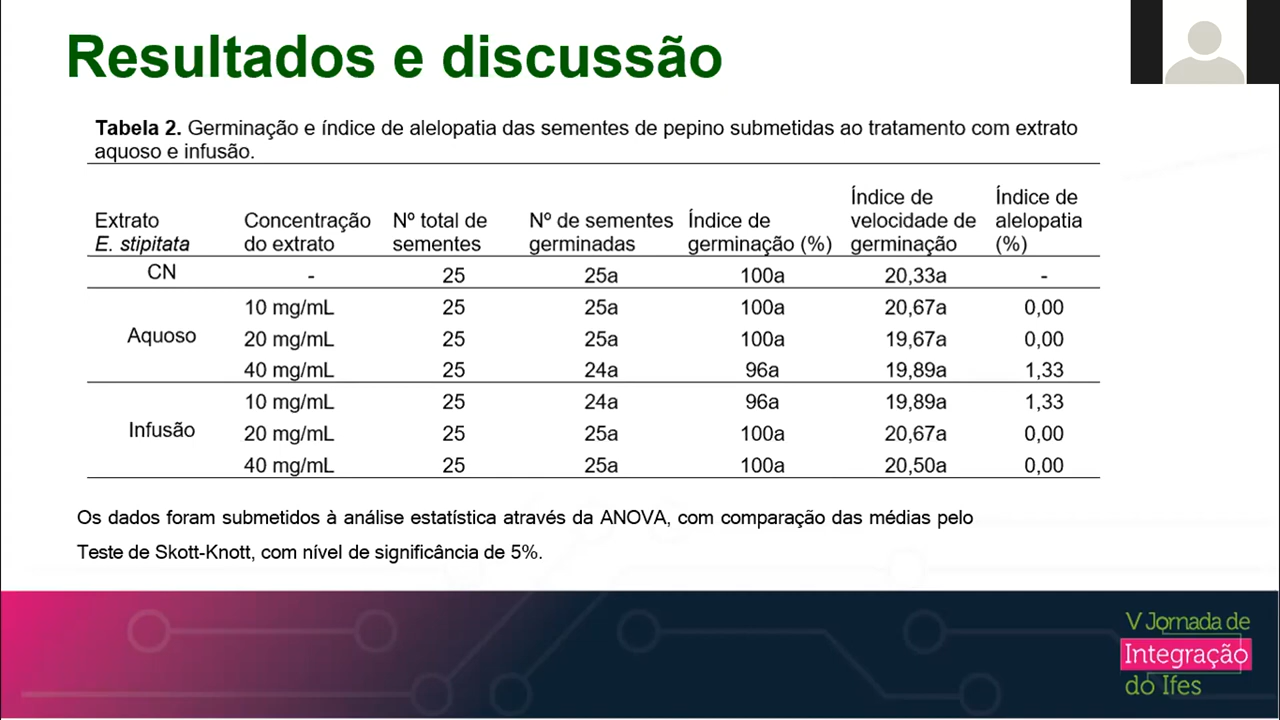 Resultados e discussão
Tabela 2. Germinação e índice de alelopatia das sementes de pepino submetidas ao tratamento com extrato
aquoso e infusão.
Extrato E. stipitata | Concentração do extrato | Nº total de sementes | Nº de sementes germinadas | Índice de germinação (%) | Índice de velocidade de germinação | Índice de alelopatia (%)
CN - 25 25a 100a 20,33a -
Aquoso
10 mg/mL 25 25a 100a 20,67a 0,00
20 mg/mL 25 25a 100a 19,67a 0,00
40 mg/mL 25 24a 96a 19,89a 1,33
Infusão
10 mg/mL 25 24a 96a 19,89a 1,33
20 mg/mL 25 25a 100a 20,67a 0,00
40 mg/mL 25 25a 100a 20,50a 0,00
Os dados foram submetidos à análise estatística através da ANOVA, com comparação das médias pelo
Teste de Skott-Knott, com nível de significância de 5%.
V Jornada de
Integração
do Ifes